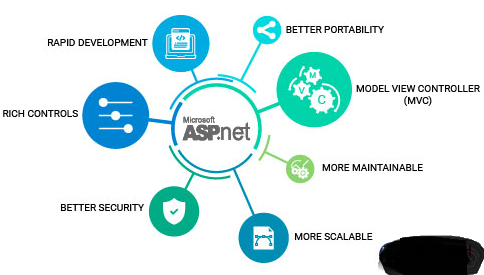 RAPID DEVELOPMENT
BETTER PORTABILITY
RICH CONTROLS
M
V
C
MODEL VIEW CONTROLLER
(MVC)
Microsoft
ASP.net
MORE MAINTAINABLE
BETTER SECURITY
MORE SCALABLE